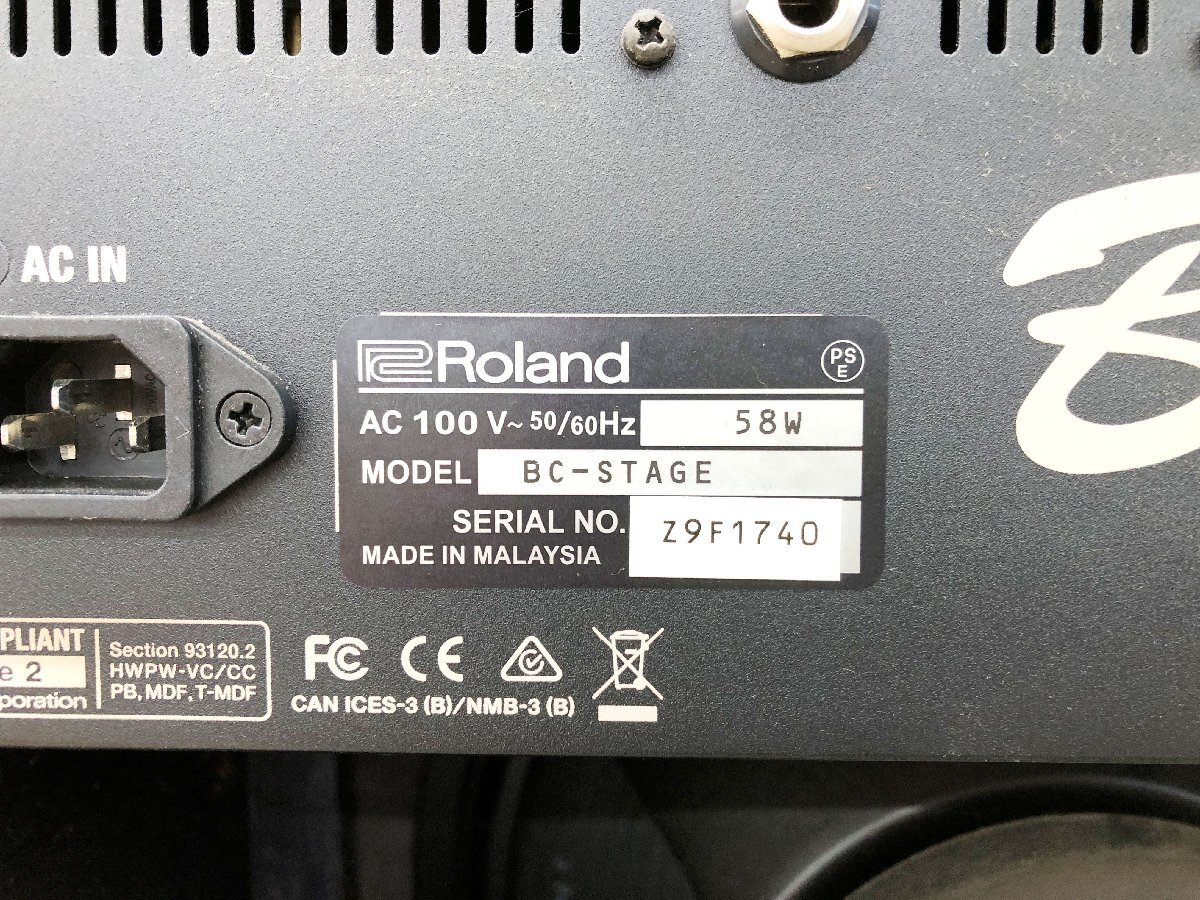 AC IN
Roland
PS
E
AC 100 V~ 50/60Hz 58W
MODEL BC-STAGE
SERIAL NO. Z9F1740
MADE IN MALAYSIA
PLIANT
e 2
poration
Section 93120.2
HWPW-VC/CC
PB, MDF, T-MDF
FC CE
CAN ICES-3 (B)/NMB-3 (B)
B